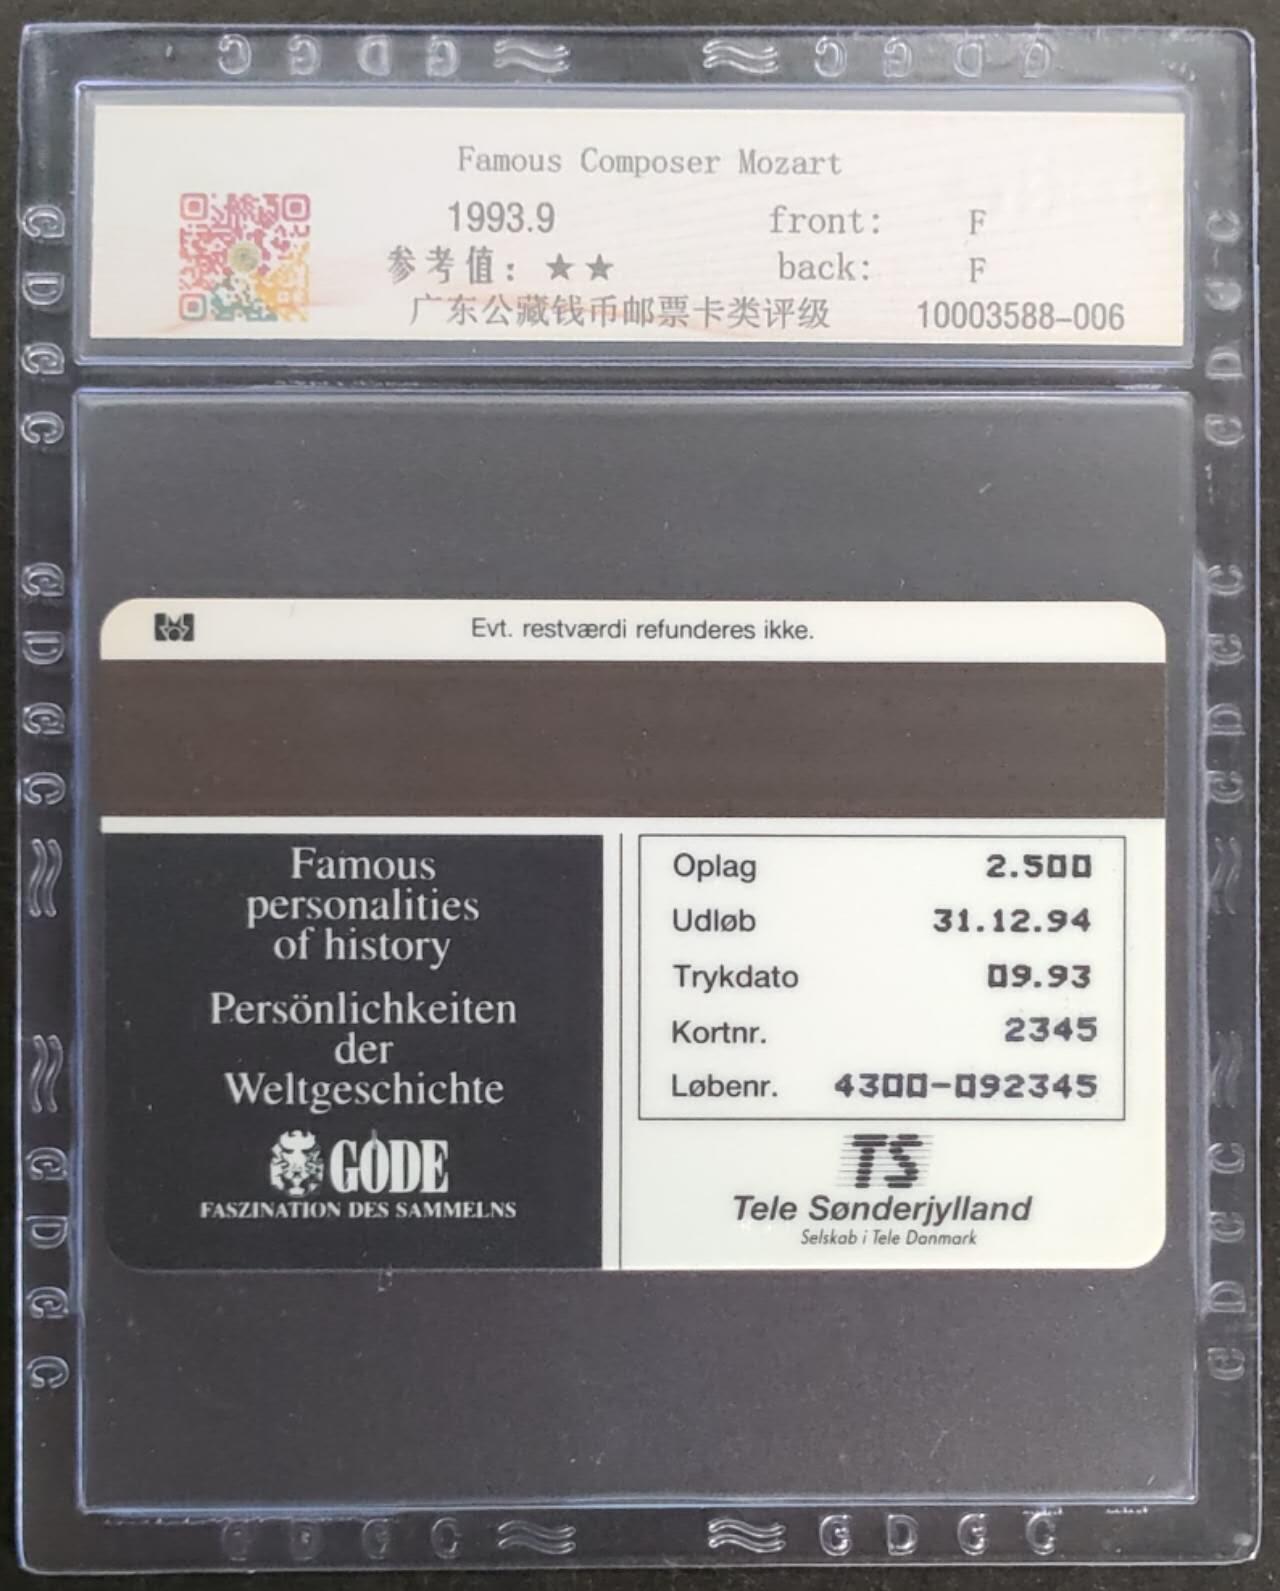 Famous Composer Mozart
1993.9
front: F
参考值：★★
back: F
广东公藏钱币邮票卡类评级
10003588-006
Evt. restværdi refunderes ikke.
Famous
personalities
of history
Persönlichkeiten
der
Weltgeschichte
GÖDE
FASZINATION DES SAMMELNS
Oplag 2.500
Udløb 31.12.94
Trykdato 09.93
Kortnr. 2345
Løbenr. 4300-092345
TS
Tele Sønderjylland
Selskab i Tele Danmark
GDGC